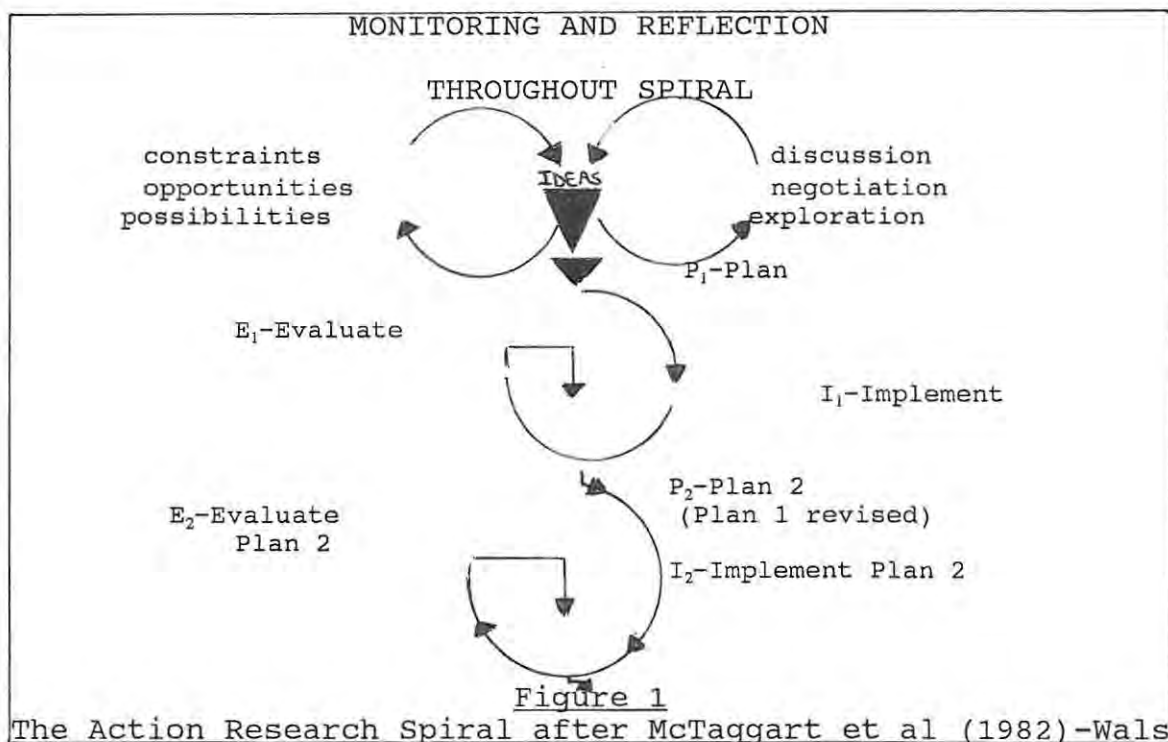 MONITORING AND REFLECTION
THROUGHOUT SPIRAL
constraints
opportunities
possibilities
discussion
negotiation
exploration
IDEAS
P₁-Plan
E₁-Evaluate
I₁-Implement
P₂-Plan 2
(Plan 1 revised)
E₂-Evaluate
Plan 2
I₂-Implement Plan 2
Figure 1
The Action Research Spiral after McTaggart et al (1982)-Wals